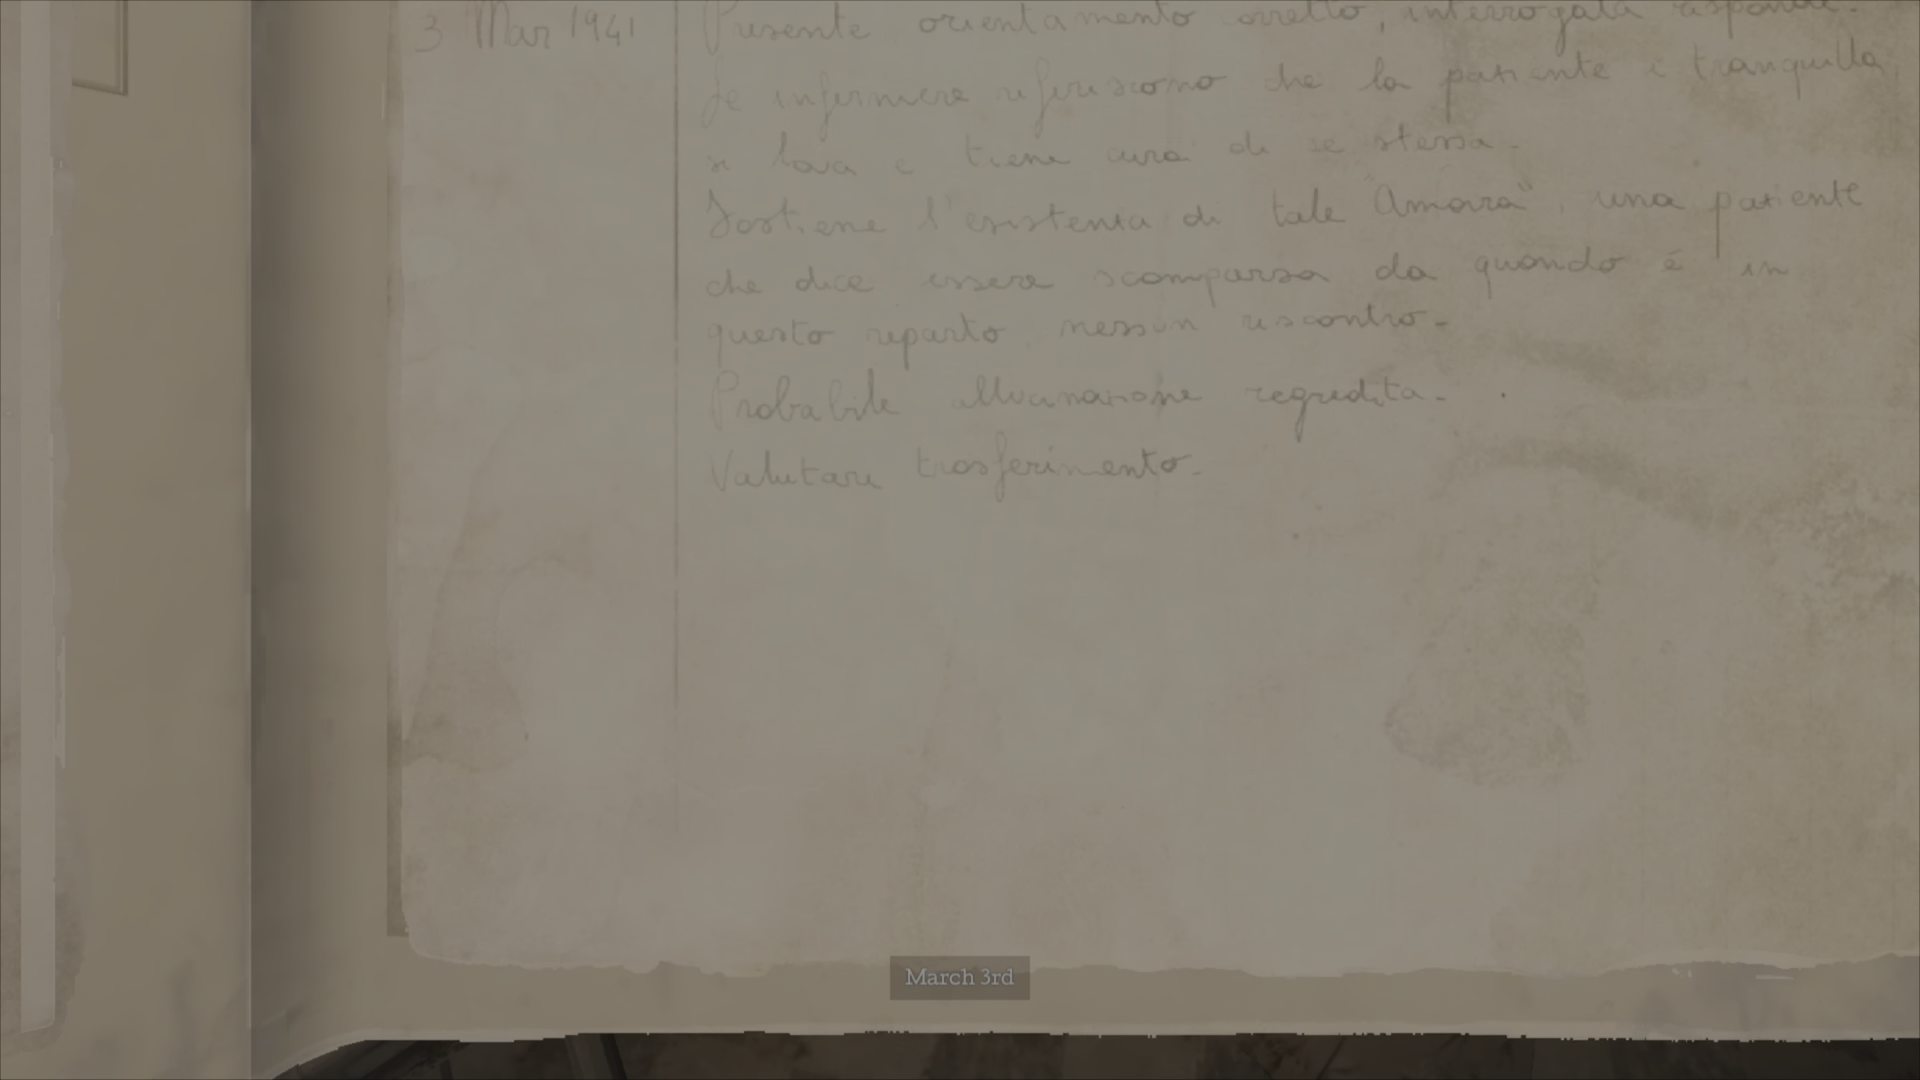 3 Mar 1941 Presente orientamento corretto, interrogata risponde.
Le infermiere riferiscono che la paziente è tranquilla
si lava e tiene cura di se stessa.
Sostiene l'esistenza di tale "Amara", una paziente
che dice essere scomparsa da quando é in
questo reparto, nessun riscontro.
Probabile allucinazione regredita.
Valutare trasferimento.
March 3rd